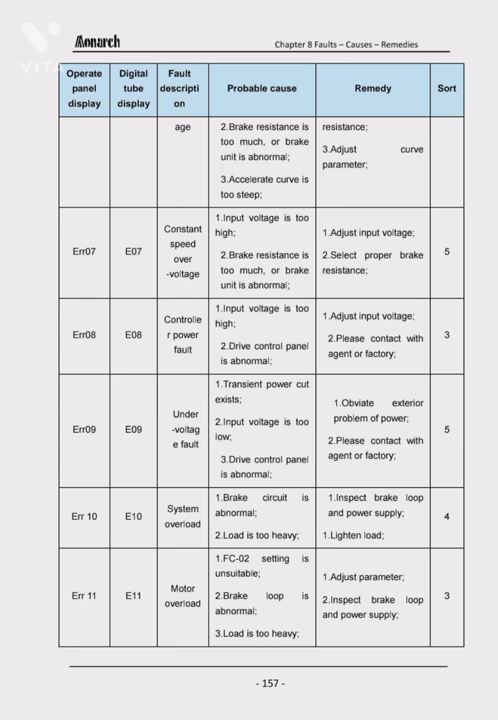 VITA
Monarch
Chapter 8 Faults – Causes – Remedies
Operate
panel
display
Digital
tube
display
Fault
descripti
on
Probable cause
Remedy
Sort
age
2.Brake resistance is
too much, or brake
unit is abnormal;
3.Accelerate curve is
too steep;
resistance;
3.Adjust curve
parameter;
Err07
E07
Constant
speed
over
-voltage
1.Input voltage is too
high;
2.Brake resistance is
too much, or brake
unit is abnormal;
1.Adjust input voltage;
2.Select proper brake
resistance;
5
Err08
E08
Controlle
r power
fault
1.Input voltage is too
high;
2.Drive control panel
is abnormal;
1.Adjust input voltage;
2.Please contact with
agent or factory;
3
Err09
E09
Under
-voltag
e fault
1.Transient power cut
exists;
2.Input voltage is too
low;
3.Drive control panel
is abnormal;
1.Obviate exterior
problem of power;
2.Please contact with
agent or factory;
5
Err 10
E10
System
overload
1.Brake circuit is
abnormal;
2.Load is too heavy;
1.Inspect brake loop
and power supply;
1.Lighten load;
4
Err 11
E11
Motor
overload
1.FC-02 setting is
unsuitable;
2.Brake loop is
abnormal;
3.Load is too heavy;
1.Adjust parameter;
2.Inspect brake loop
and power supply;
3
- 157 -